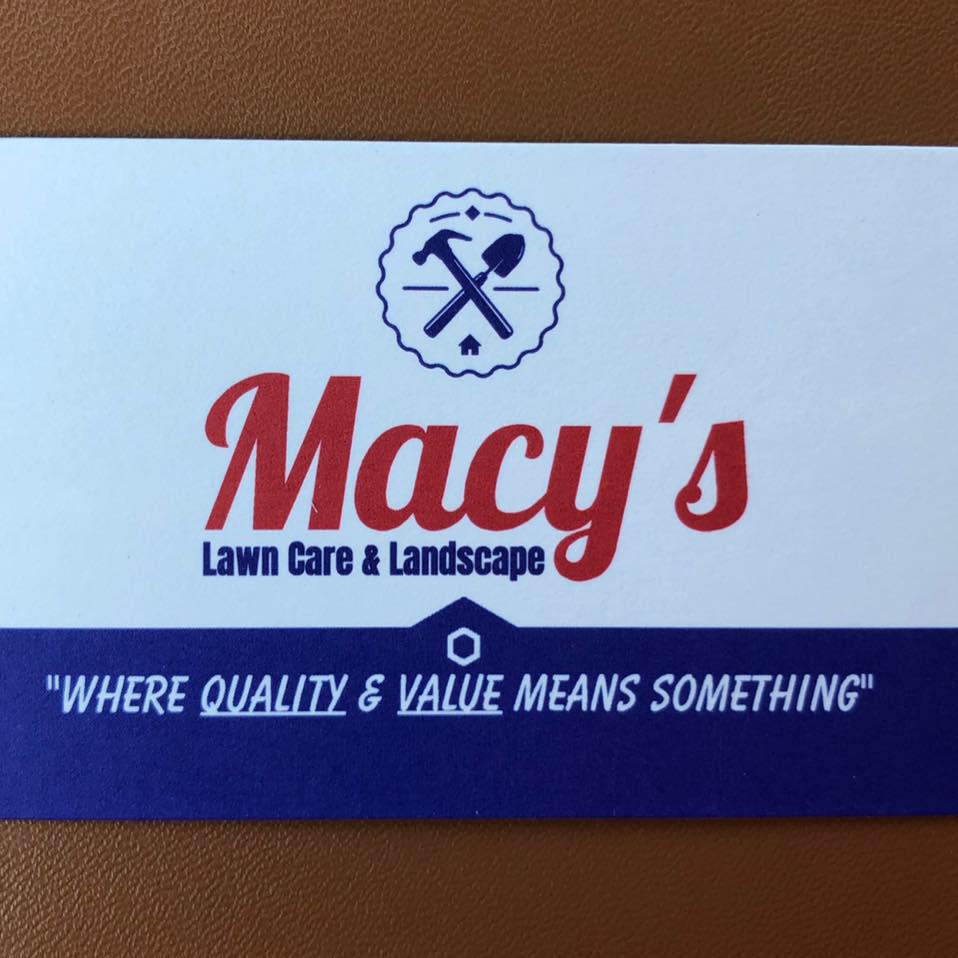 Macy's
Lawn Care & Landscape
"WHERE QUALITY & VALUE MEANS SOMETHING"